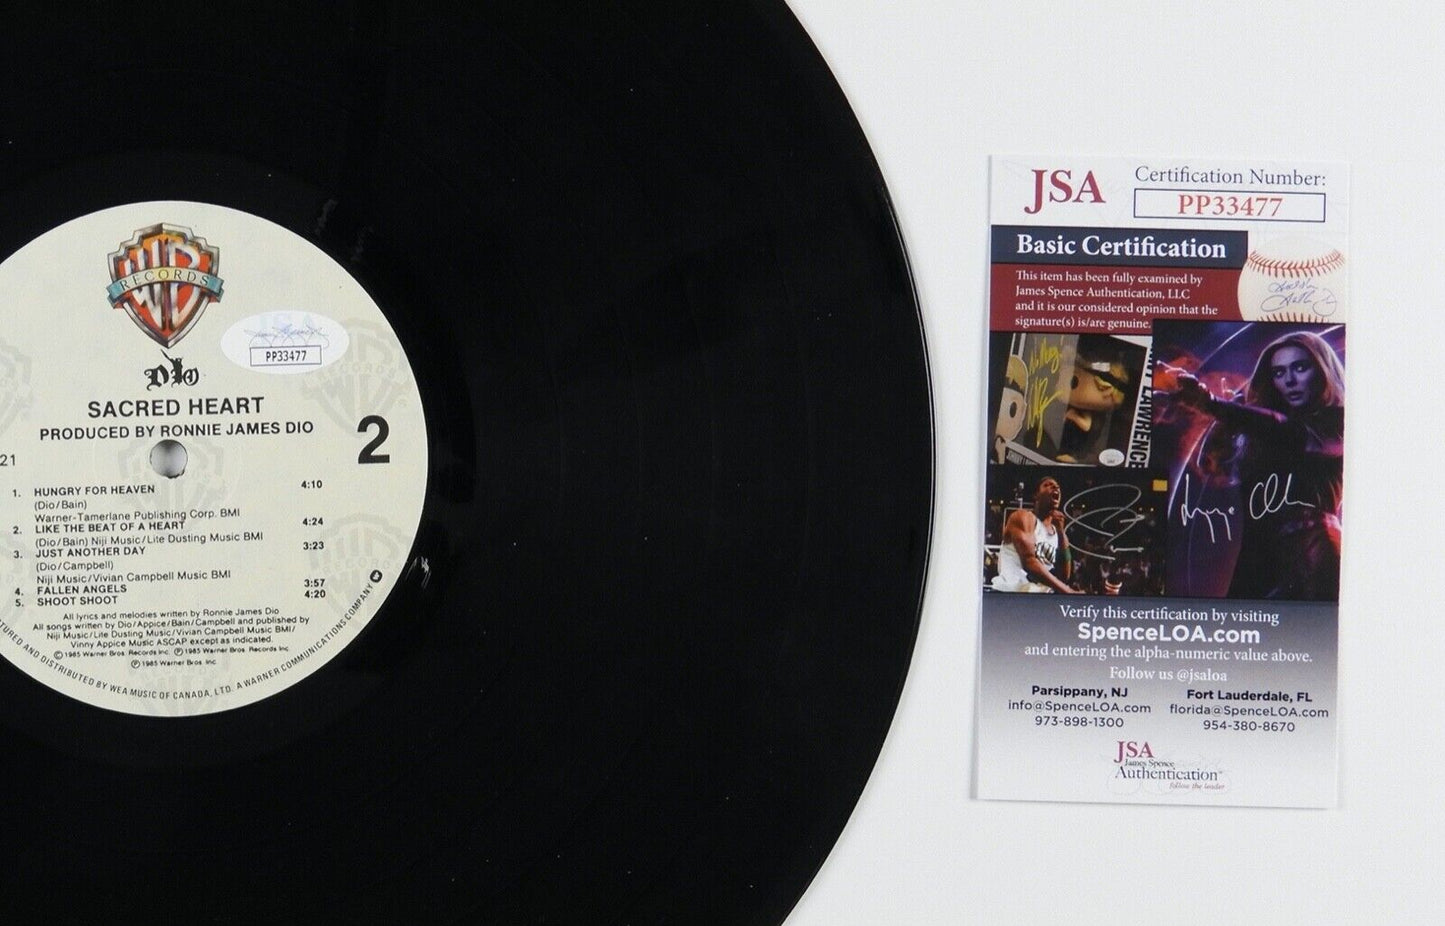 WB
RECORDS
JSA
PP33477
DIO
SACRED HEART
PRODUCED BY RONNIE JAMES DIO
2
21
1. HUNGRY FOR HEAVEN 4:10
(Dio/Bain)
Warner-Tamerlane Publishing Corp. BMI
2. LIKE THE BEAT OF A HEART 4:24
(Dio/Bain) Niji Music/Lite Dusting Music BMI
3. JUST ANOTHER DAY 3:23
(Dio/Campbell)
Niji Music/Vivian Campbell Music BMI
4. FALLEN ANGELS 3:57
5. SHOOT SHOOT 4:20
All lyrics and melodies written by Ronnie James Dio
All songs written by Dio/Appice/Bain/Campbell and published by
Niji Music/Lite Dusting Music/Vivian Campbell Music BMI/
Vinny Appice Music ASCAP except as indicated.
©1985 Warner Bros. Records Inc. ℗1985 Warner Bros. Records Inc.
℗1985 Warner Bros. Inc.
TURED AND DISTRIBUTED BY WEA MUSIC OF CANADA, LTD. A WARNER COMMUNICATIONS COMPANY
JSA
Certification Number:
PP33477
Basic Certification
This item has been fully examined by
James Spence Authentication, LLC
and it is our considered opinion that the
signature(s) is/are genuine.
LAWRENCE
Verify this certification by visiting
SpenceLOA.com
and entering the alpha-numeric value above.
Follow us @jsaloa
Parsippany, NJ
info@SpenceLOA.com
973-898-1300
Fort Lauderdale, FL
florida@SpenceLOA.com
954-380-8670
JSA
James Spence
Authentication™
follow the leader